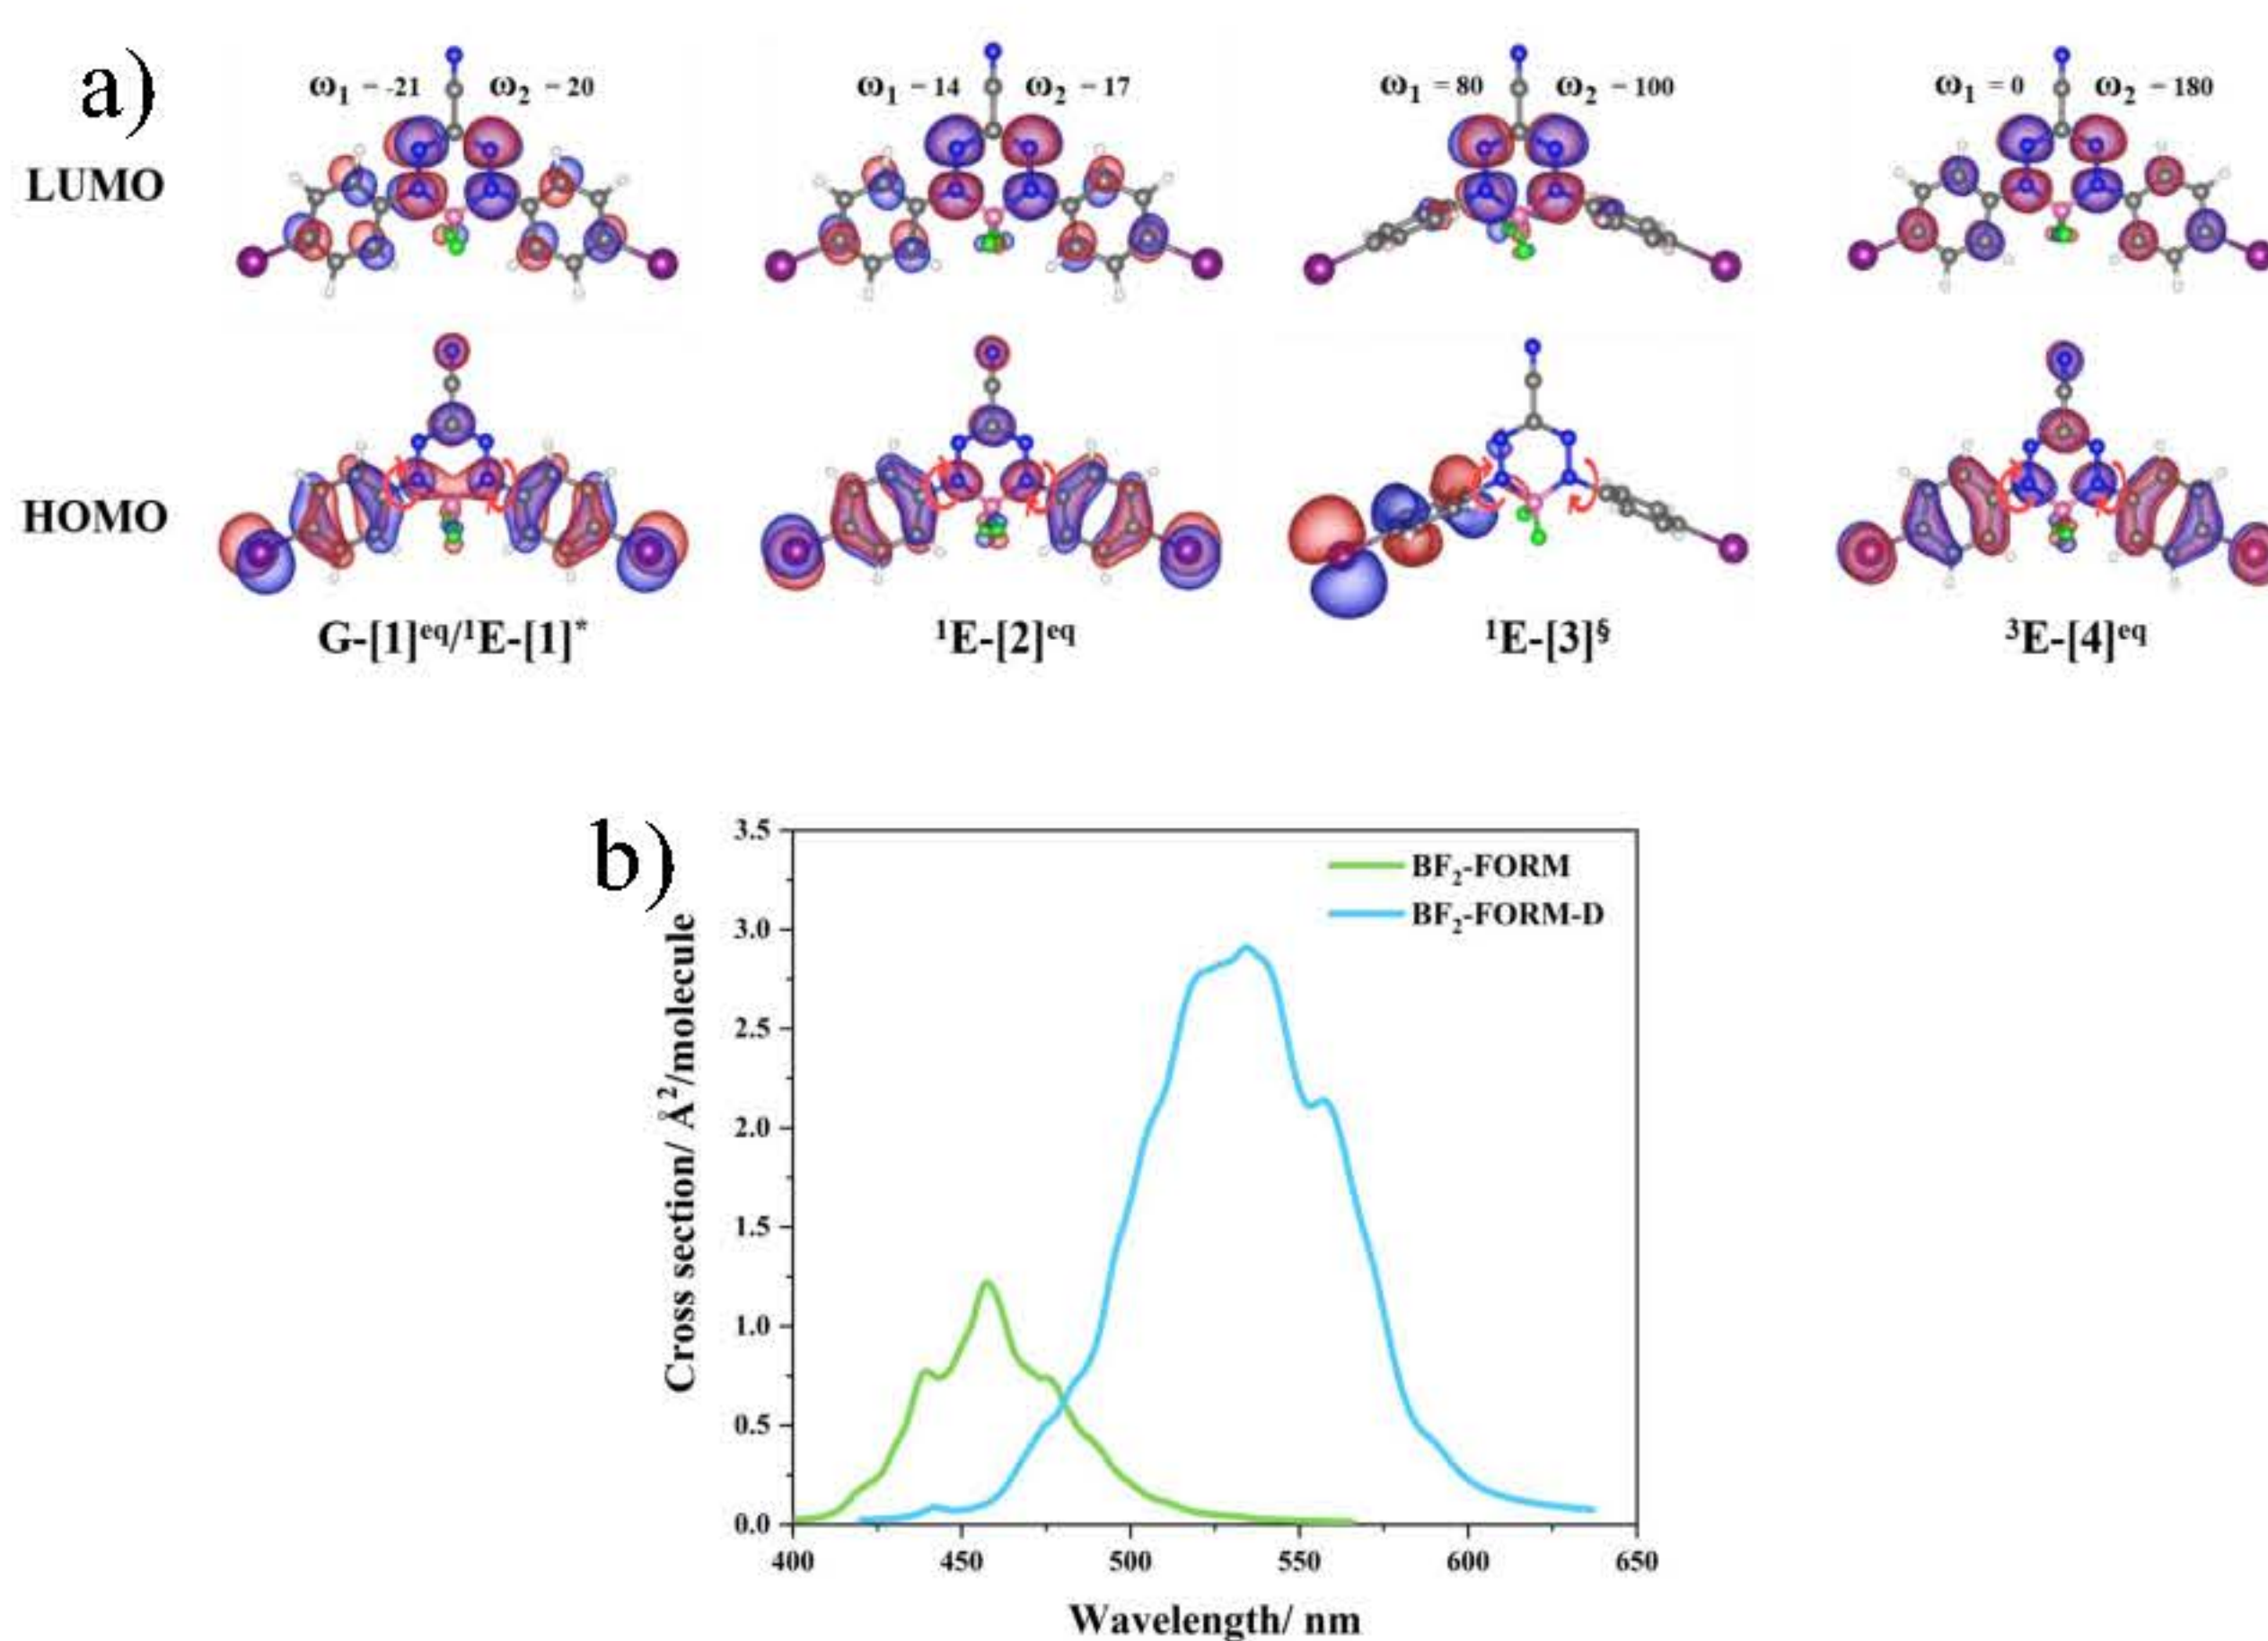 a)
ω₁ = -21 ω₂ = 20
ω₁ = 14 ω₂ = 17
ω₁ = 80 ω₂ = 100
ω₁ = 0 ω₂ = 180
LUMO
HOMO
G-[1]ᵉq/¹E-[1]*
¹E-[2]ᵉq
¹E-[3]§
³E-[4]ᵉq
b)
BF₂-FORM
BF₂-FORM-D
Cross section/ Å²/molecule
3.5
3.0
2.5
2.0
1.5
1.0
0.5
0.0
400 450 500 550 600 650
Wavelength/ nm